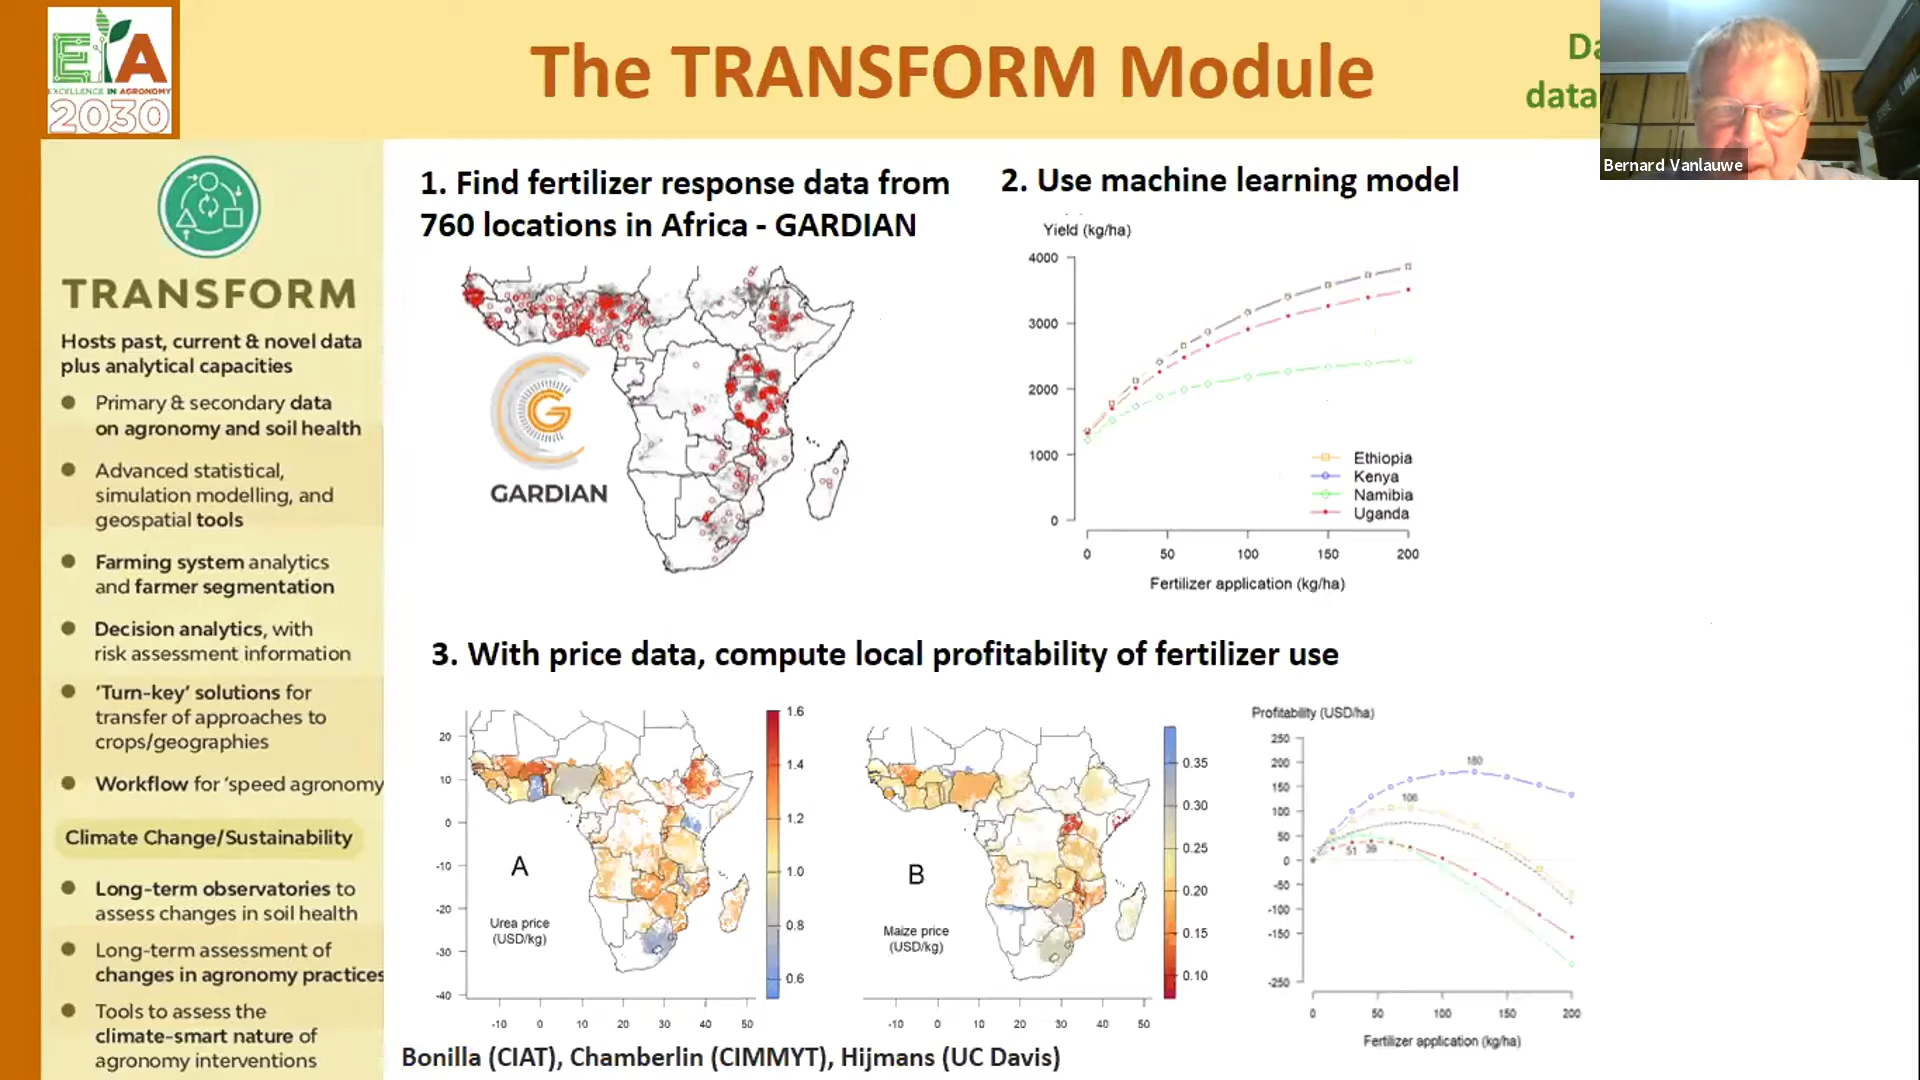 EiA
EXCELLENCE IN AGRONOMY
2030
The TRANSFORM Module
data
Bernard Vanlauwe
TRANSFORM
Hosts past, current & novel data
plus analytical capacities
Primary & secondary data
on agronomy and soil health
Advanced statistical,
simulation modelling, and
geospatial tools
Farming system analytics
and farmer segmentation
Decision analytics, with
risk assessment information
‘Turn-key’ solutions for
transfer of approaches to
crops/geographies
Workflow for ‘speed agronomy
Climate Change/Sustainability
Long-term observatories to
assess changes in soil health
Long-term assessment of
changes in agronomy practices
Tools to assess the
climate-smart nature of
agronomy interventions
1. Find fertilizer response data from
760 locations in Africa - GARDIAN
G
GARDIAN
2. Use machine learning model
Yield (kg/ha)
4000
3000
2000
1000
0
Ethiopia
Kenya
Namibia
Uganda
0 50 100 150 200
Fertilizer application (kg/ha)
3. With price data, compute local profitability of fertilizer use
20
10
0
-10
-20
-30
-40
A
Urea price
(USD/kg)
-10 0 10 20 30 40 50
1.6
1.4
1.2
1.0
0.8
0.6
B
Maize price
(USD/kg)
-10 0 10 20 30 40 50
0.35
0.30
0.25
0.20
0.15
0.10
Profitability (USD/ha)
250
200
150
100
50
0
-50
-100
-150
-250
180
106
51 39
0 50 100 150 200
Fertilizer application (kg/ha)
Bonilla (CIAT), Chamberlin (CIMMYT), Hijmans (UC Davis)